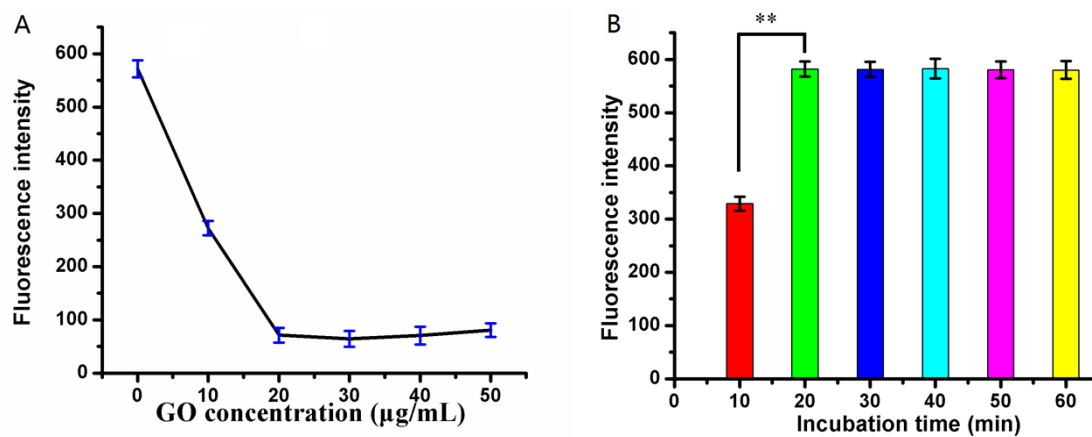 A
Fluorescence intensity
600
500
400
300
200
100
0
0 10 20 30 40 50
GO concentration (μg/mL)
B
**
Fluorescence intensity
600
500
400
300
200
100
0
0 10 20 30 40 50 60
Incubation time (min)